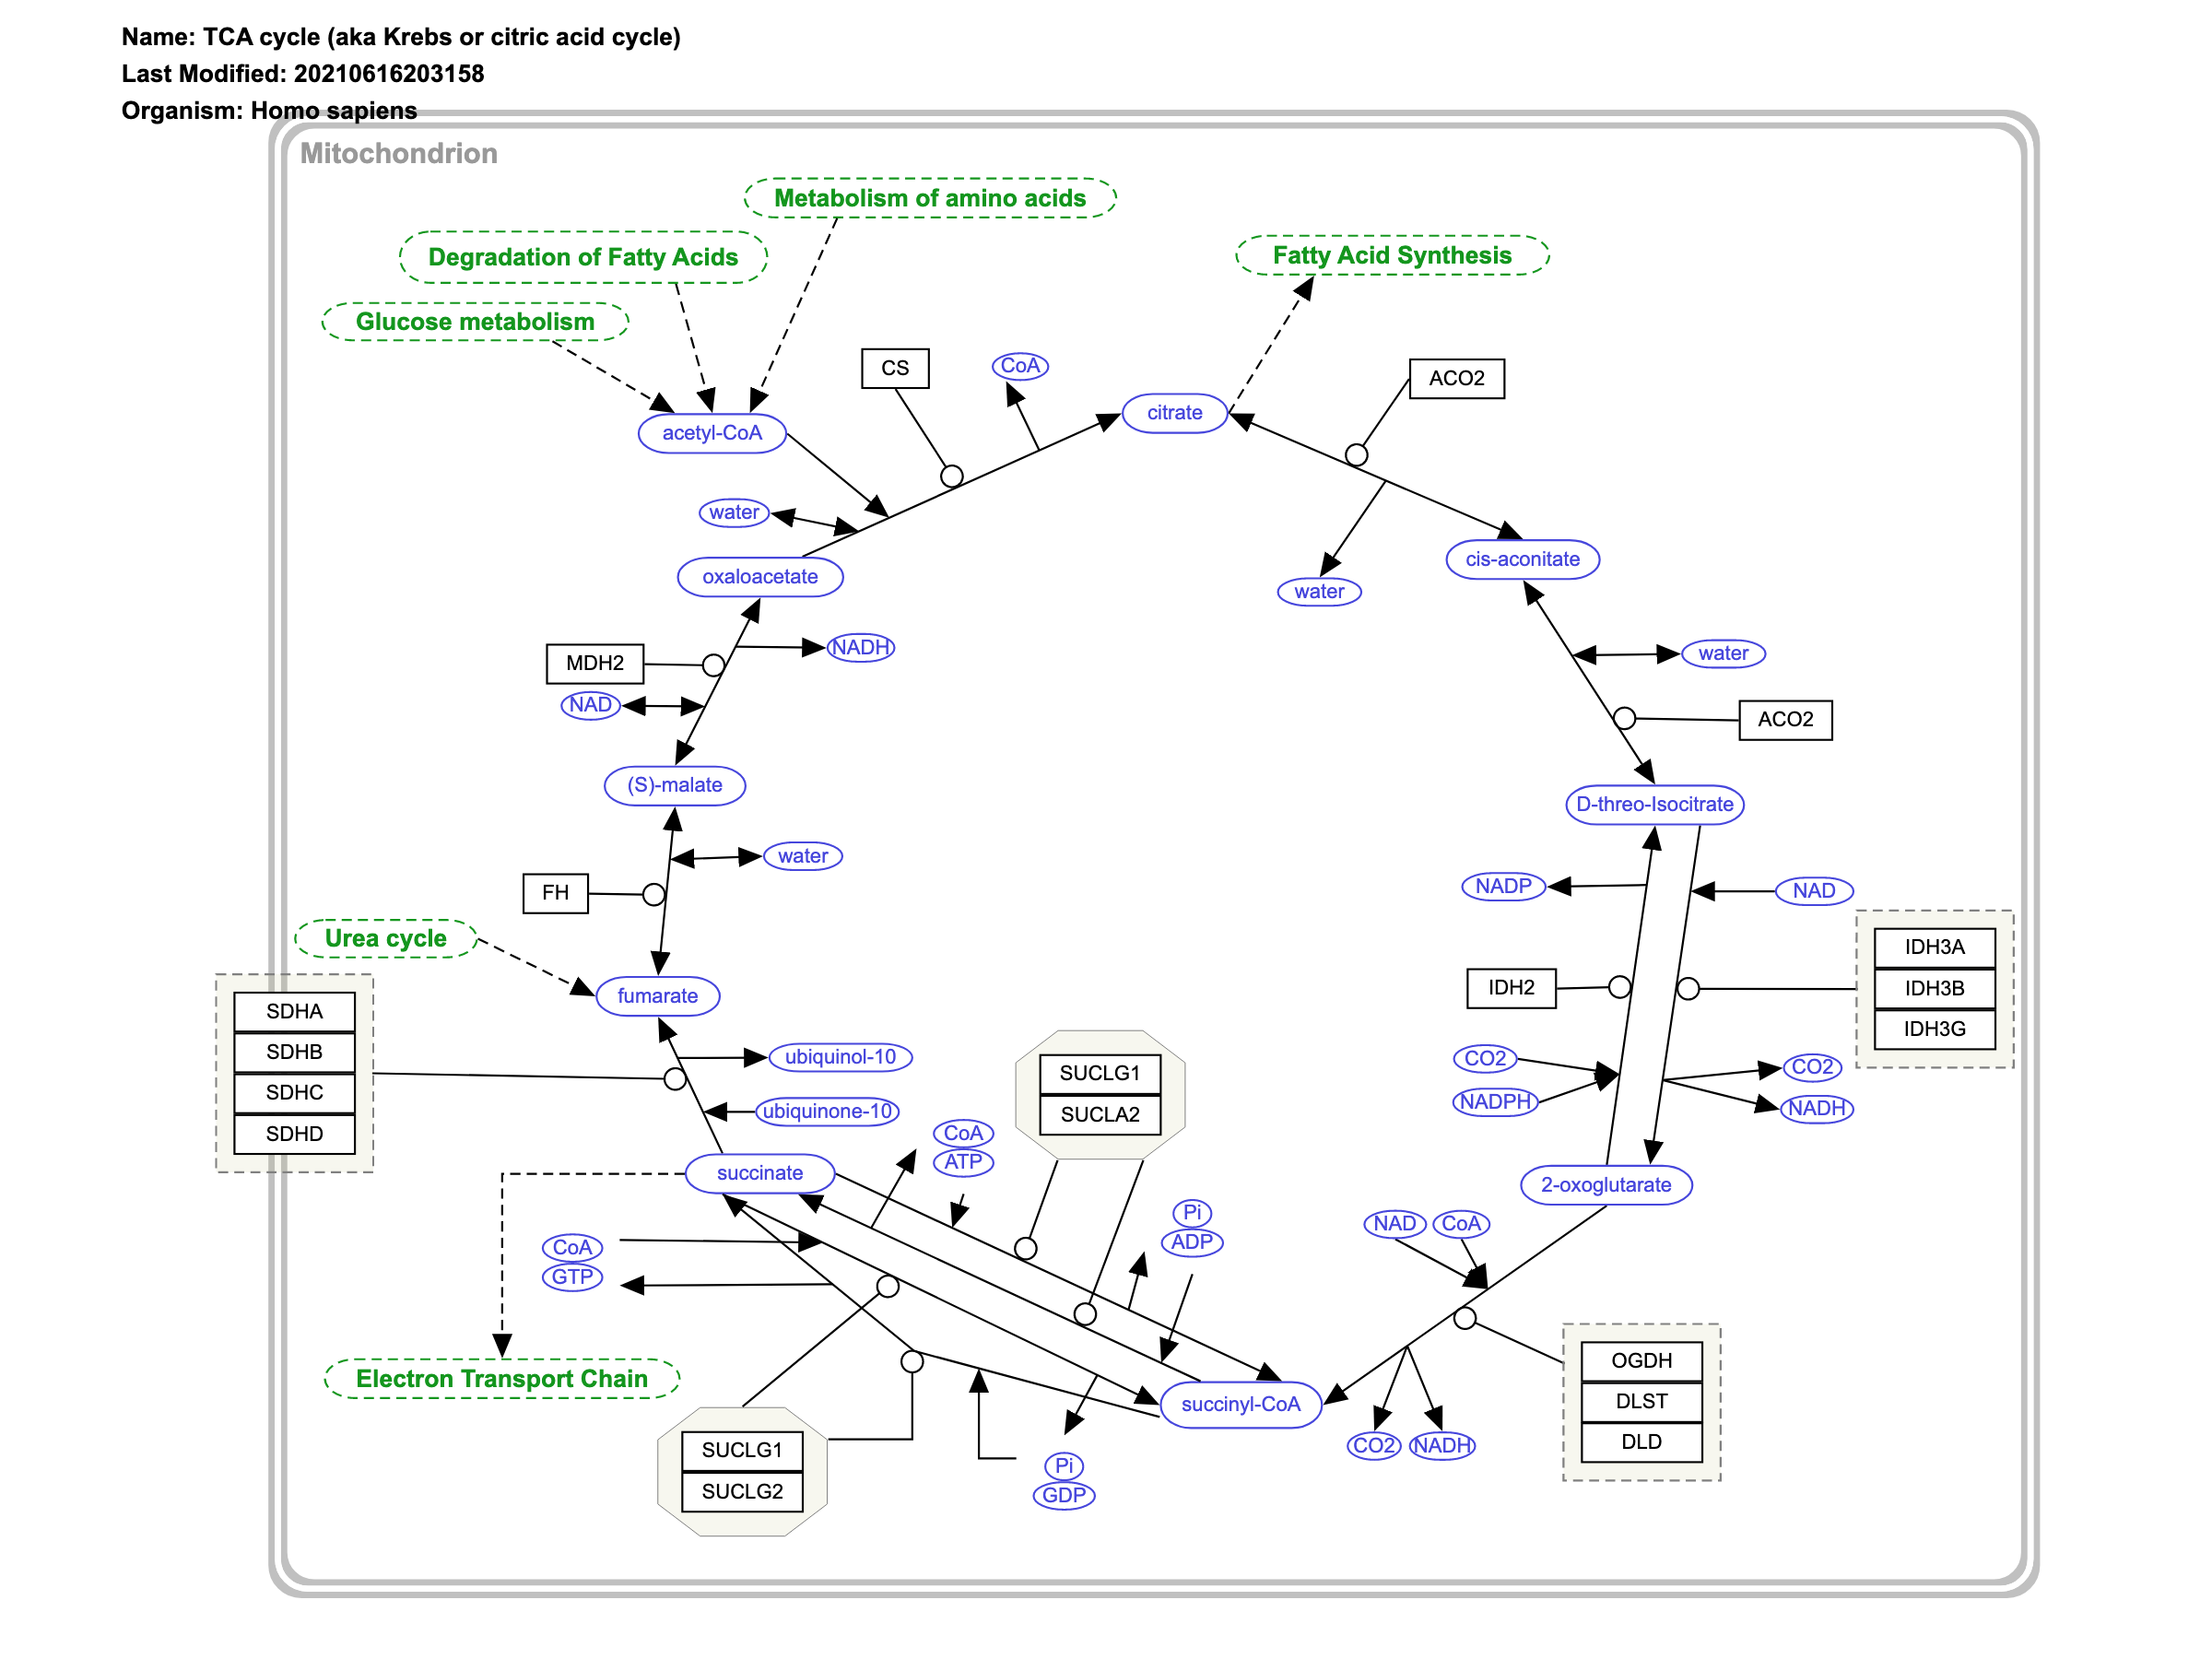 Name: TCA cycle (aka Krebs or citric acid cycle)
Last Modified: 20210616203158
Organism: Homo sapiens
Mitochondrion
Metabolism of amino acids
Degradation of Fatty Acids
Fatty Acid Synthesis
Glucose metabolism
CS
CoA
ACO2
citrate
acetyl-CoA
water
cis-aconitate
oxaloacetate
water
NADH
MDH2
water
NAD
ACO2
(S)-malate
D-threo-Isocitrate
water
FH
NADP
NAD
Urea cycle
IDH3A
IDH3B
IDH3G
IDH2
fumarate
SDHA
SDHB
SDHC
SDHD
ubiquinol-10
ubiquinone-10
SUCLG1
SUCLA2
CO2
NADPH
CO2
NADH
CoA
ATP
succinate
2-oxoglutarate
Pi
ADP
NAD
CoA
CoA
GTP
Electron Transport Chain
succinyl-CoA
OGDH
DLST
DLD
CO2
NADH
SUCLG1
SUCLG2
Pi
GDP